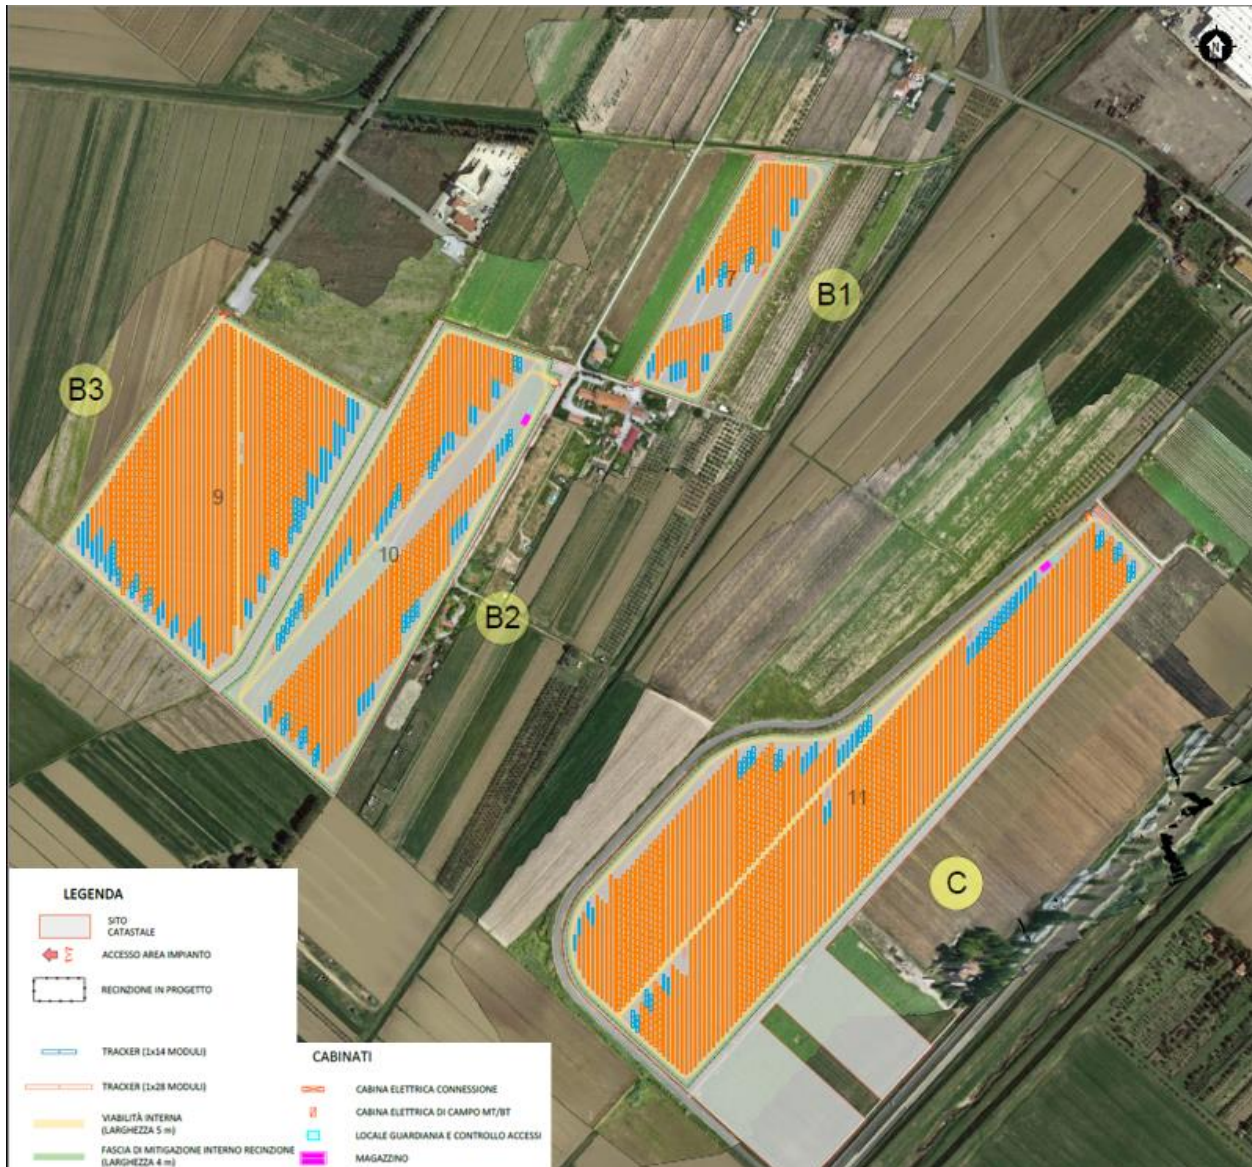 N
7
B1
B3
9
10
B2
11
C
LEGENDA
SITO
CATASTALE
ACCESSO AREA IMPIANTO
RECINZIONE IN PROGETTO
TRACKER (1x14 MODULI)
TRACKER (1x28 MODULI)
VIABILITÀ INTERNA
(LARGHEZZA 5 m)
FASCIA DI MITIGAZIONE INTERNO RECINZIONE
(LARGHEZZA 4 m)
CABINATI
CABINA ELETTRICA CONNESSIONE
CABINA ELETTRICA DI CAMPO MT/BT
LOCALE GUARDIANIA E CONTROLLO ACCESSI
MAGAZZINO